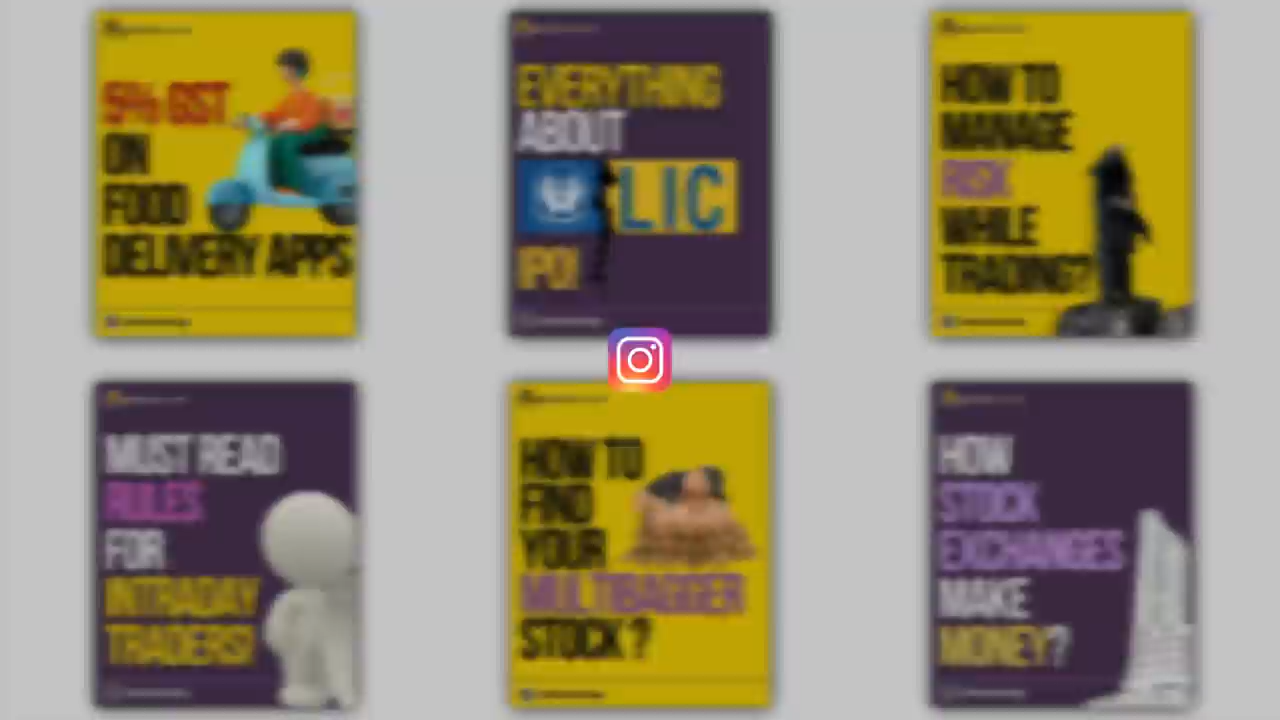 5% GST
ON
FOOD
DELIVERY APPS
EVERYTHING
ABOUT
LIC
IPO!
HOW TO
MANAGE
RISK
WHILE
TRADING?
MUST READ
RULES
FOR
INTRADAY
TRADERS!
HOW TO
FIND
YOUR
MULTIBAGGER
STOCK ?
HOW
STOCK
EXCHANGES
MAKE
MONEY?